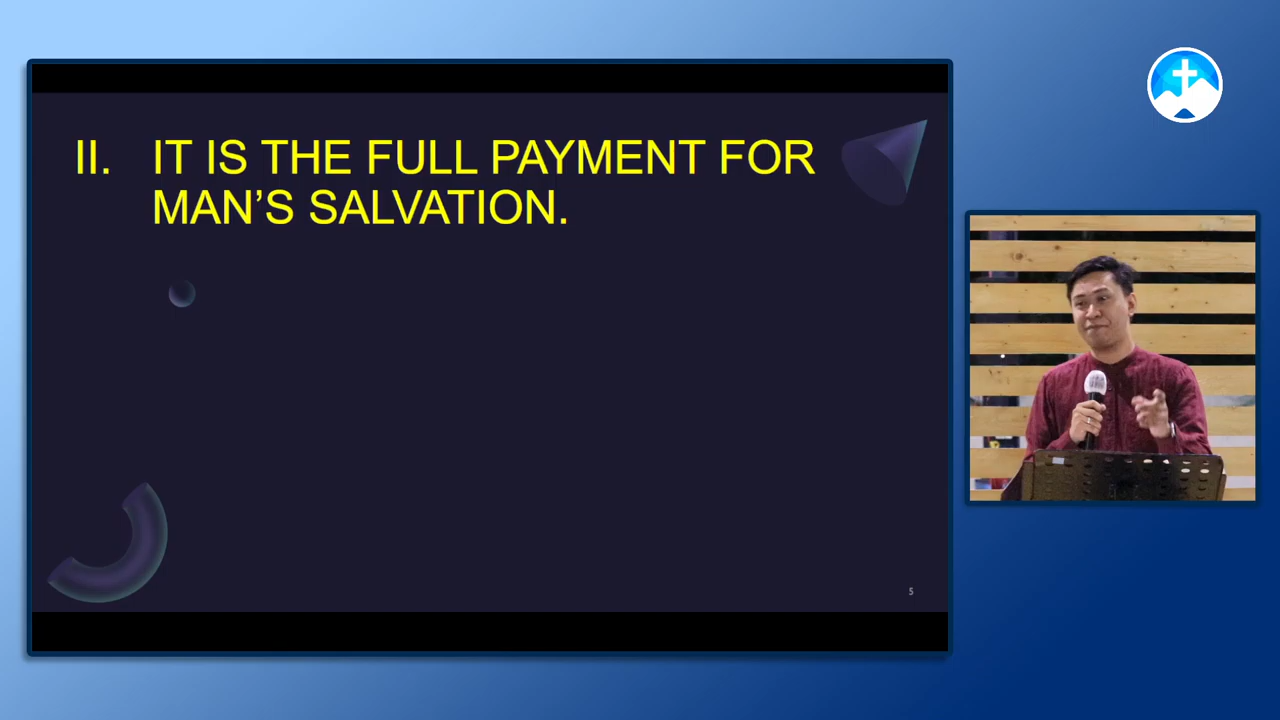 II. IT IS THE FULL PAYMENT FOR
MAN'S SALVATION.
5